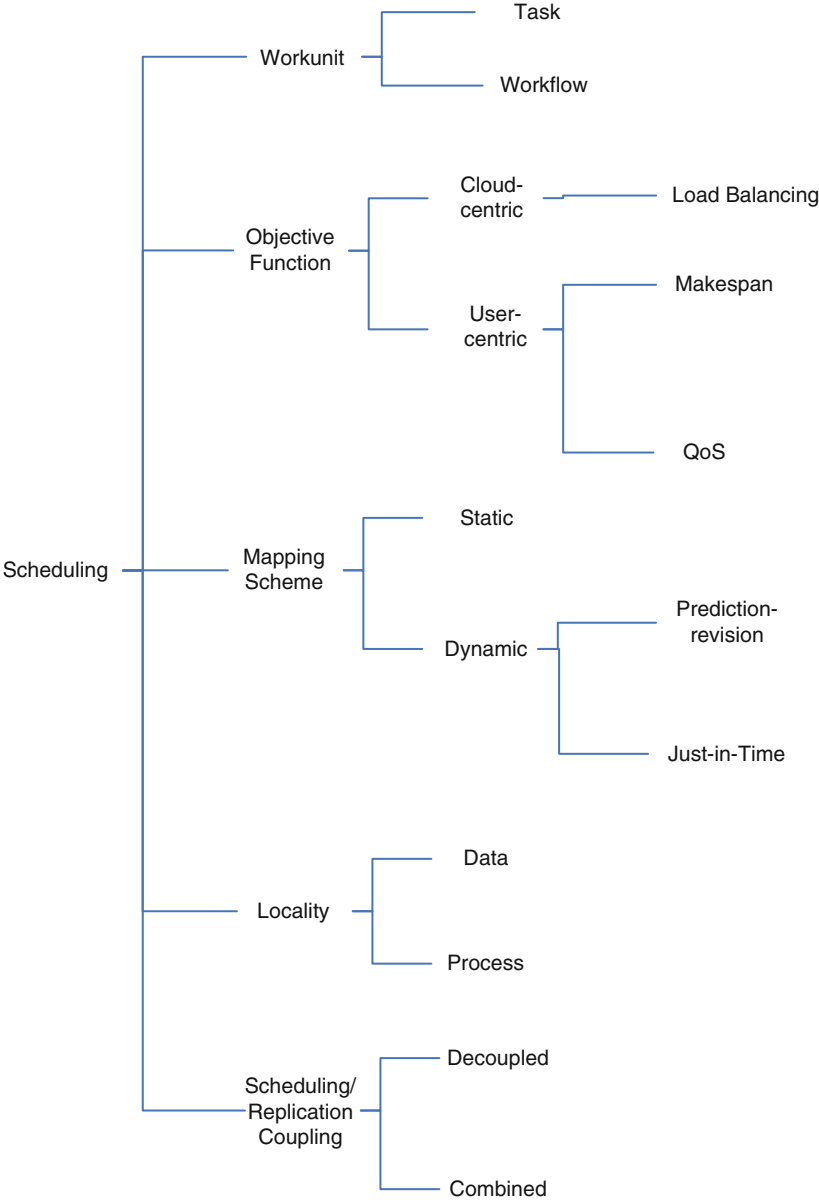 Task
Workunit
Workflow
Cloud-
centric
Load Balancing
Objective
Function
Makespan
User-
centric
QoS
Static
Scheduling
Mapping
Scheme
Prediction-
revision
Dynamic
Just-in-Time
Data
Locality
Process
Decoupled
Scheduling/
Replication
Coupling
Combined